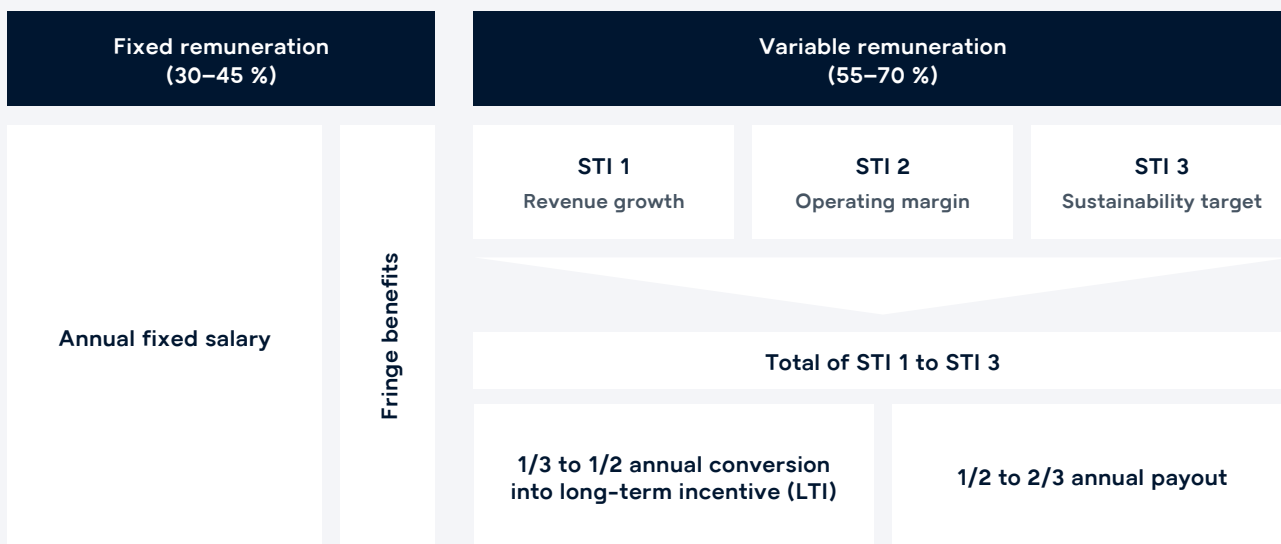 Fixed remuneration
(30–45 %)
Variable remuneration
(55–70 %)
Annual fixed salary
Fringe benefits
STI 1
Revenue growth
STI 2
Operating margin
STI 3
Sustainability target
Total of STI 1 to STI 3
1/3 to 1/2 annual conversion
into long-term incentive (LTI)
1/2 to 2/3 annual payout